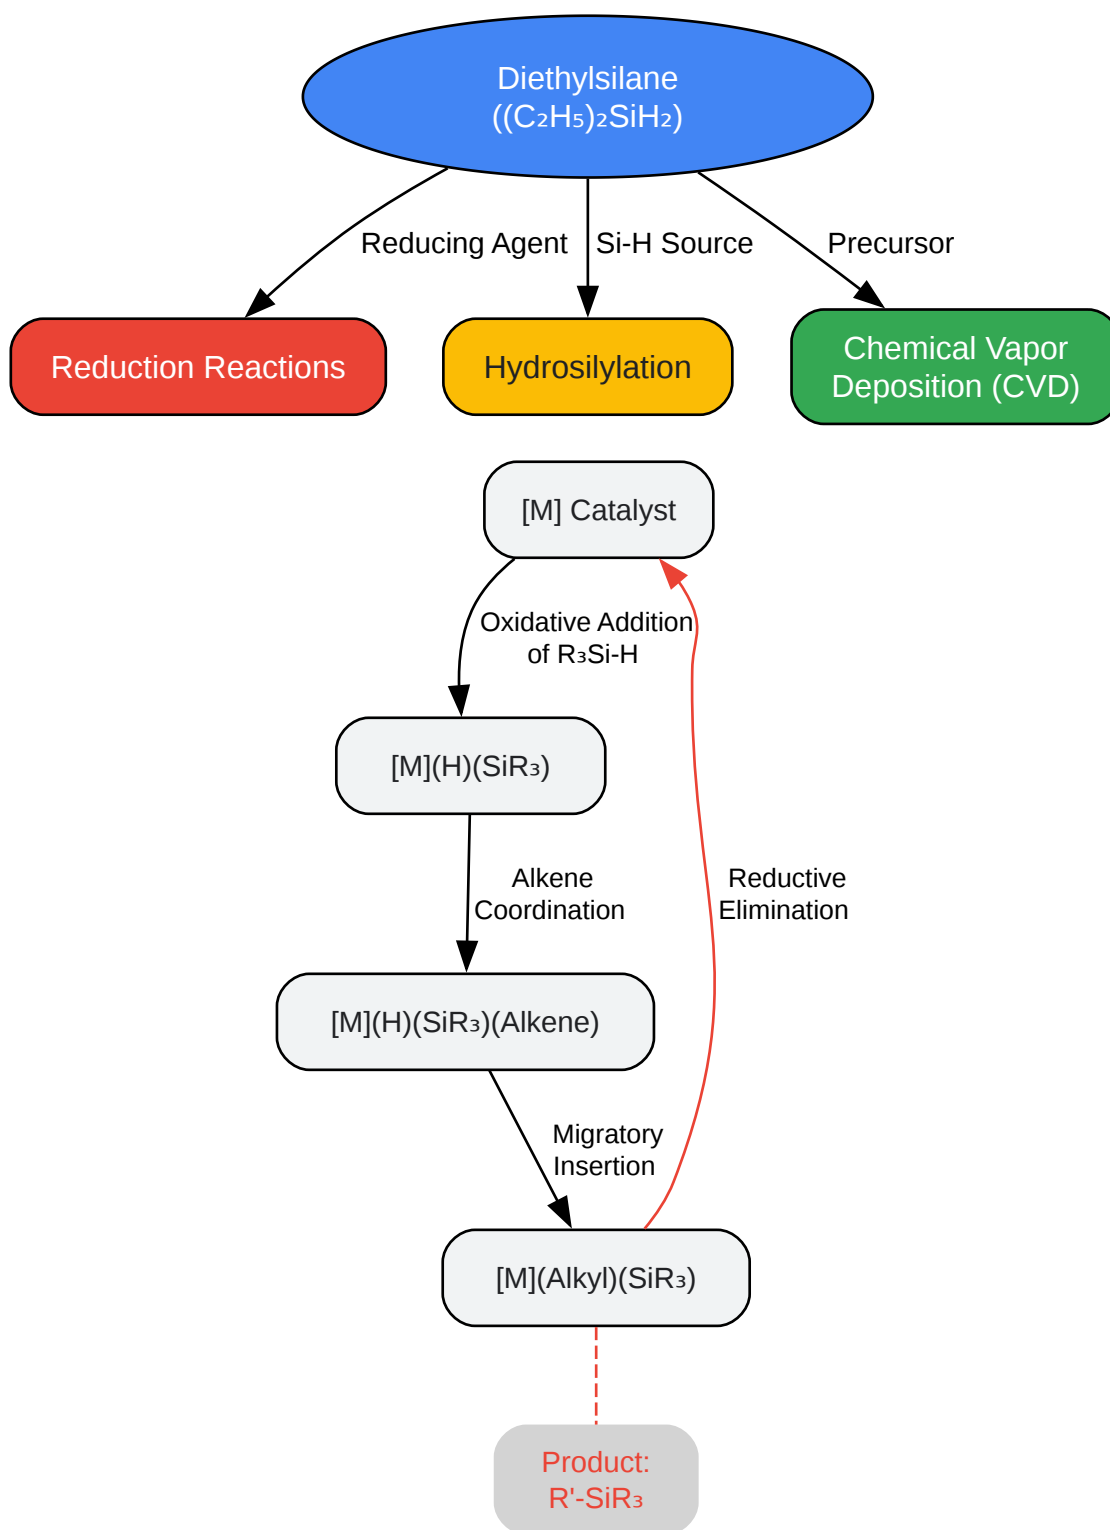 Diethylsilane
((C₂H₅)₂SiH₂)
Reducing Agent
Si-H Source
Precursor
Reduction Reactions
Hydrosilylation
Chemical Vapor
Deposition (CVD)
[M] Catalyst
Oxidative Addition
of R₃Si-H
[M](H)(SiR₃)
Alkene
Coordination
Reductive
Elimination
[M](H)(SiR₃)(Alkene)
Migratory
Insertion
[M](Alkyl)(SiR₃)
Product:
R'-SiR₃